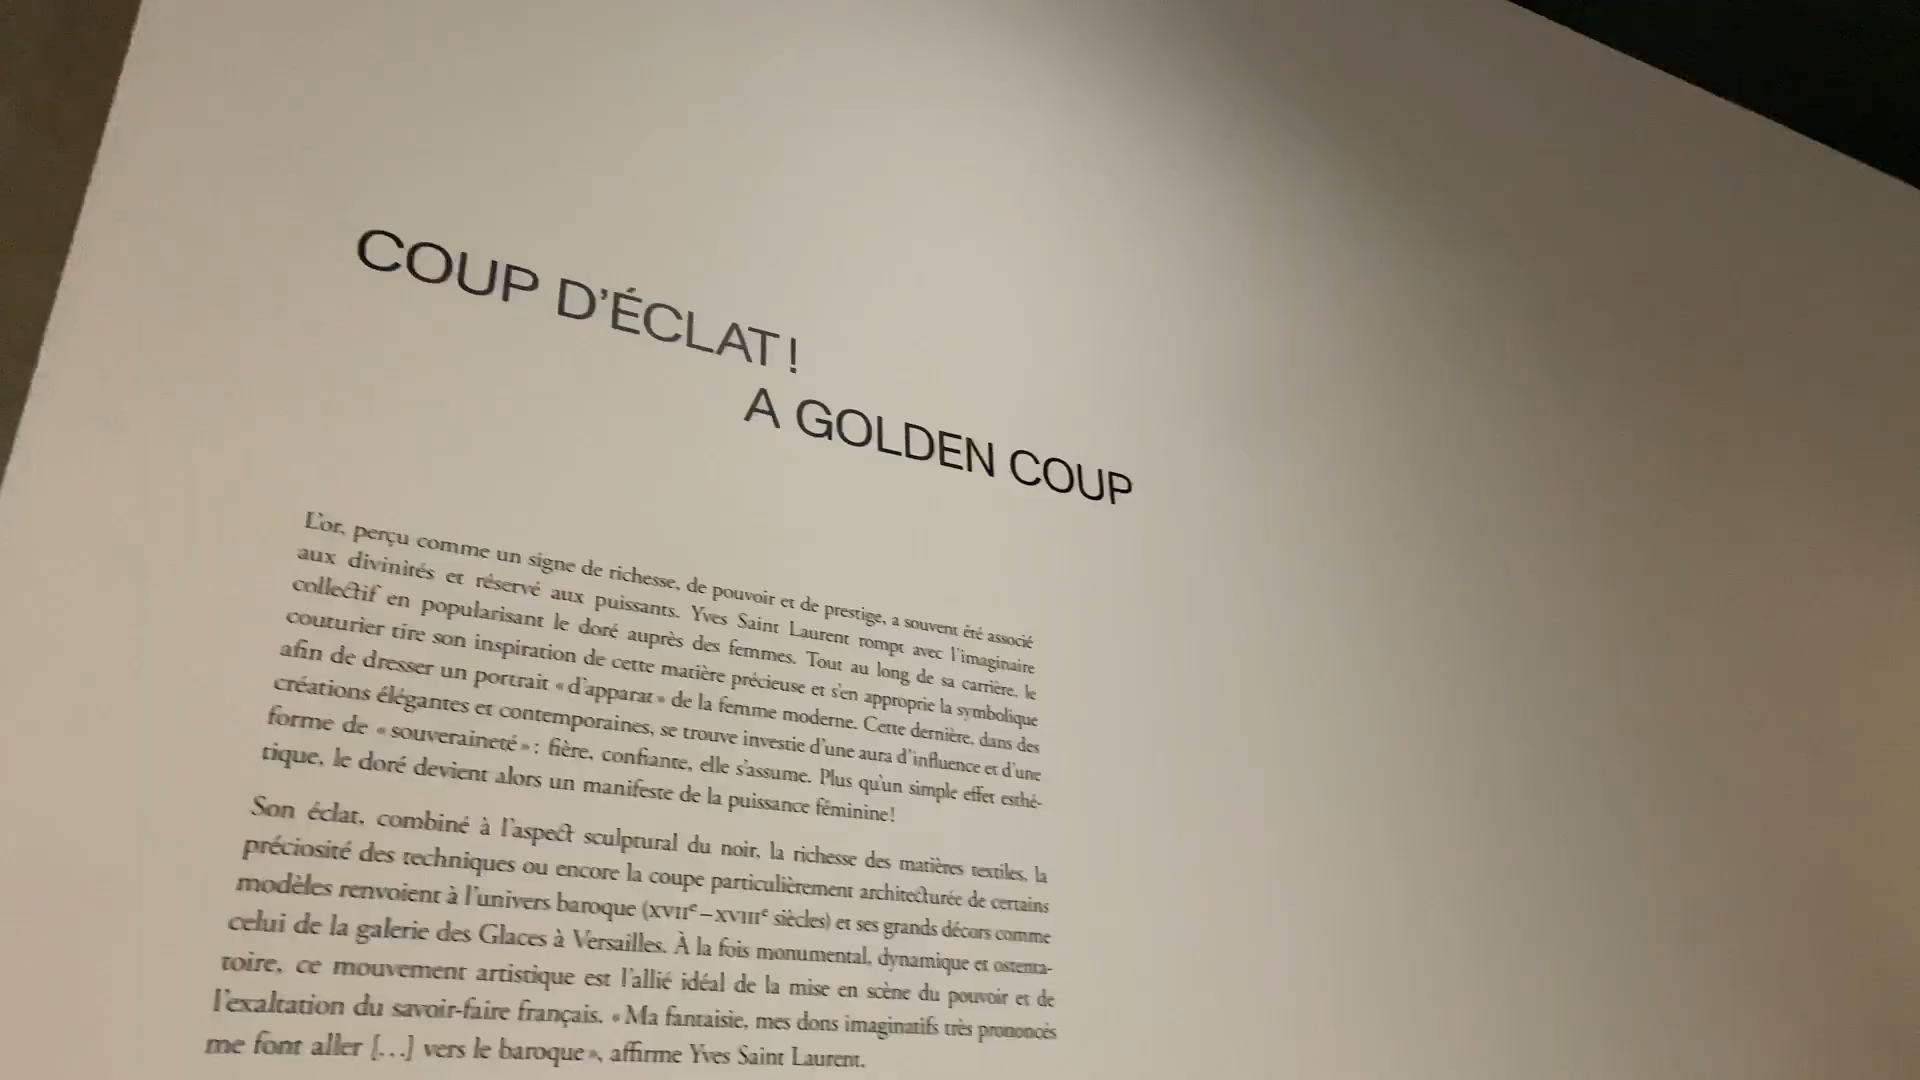 COUP D'ÉCLAT !
A GOLDEN COUP
L'or, perçu comme un signe de richesse, de pouvoir et de prestige, a souvent été associé
aux divinités et réservé aux puissants. Yves Saint Laurent rompt avec l'imaginaire
collectif en popularisant le doré auprès des femmes. Tout au long de sa carrière, le
couturier tire son inspiration de cette matière précieuse et s'en approprie la symbolique
afin de dresser un portrait « d'apparat » de la femme moderne. Cette dernière, dans des
créations élégantes et contemporaines, se trouve investie d'une aura d'influence et d'une
forme de « souveraineté » : fière, confiante, elle s'assume. Plus qu'un simple effet esthé-
tique, le doré devient alors un manifeste de la puissance féminine!
Son éclat, combiné à l'aspect sculptural du noir, la richesse des matières textiles, la
préciosité des techniques ou encore la coupe particulièrement architecturée de certains
modèles renvoient à l'univers baroque (XVIIe – XVIIIe siècles) et ses grands décors comme
celui de la galerie des Glaces à Versailles. À la fois monumental, dynamique et ostenta-
toire, ce mouvement artistique est l'allié idéal de la mise en scène du pouvoir et de
l'exaltation du savoir-faire français. « Ma fantaisie, mes dons imaginatifs très prononcés
me font aller [...] vers le baroque », affirme Yves Saint Laurent.